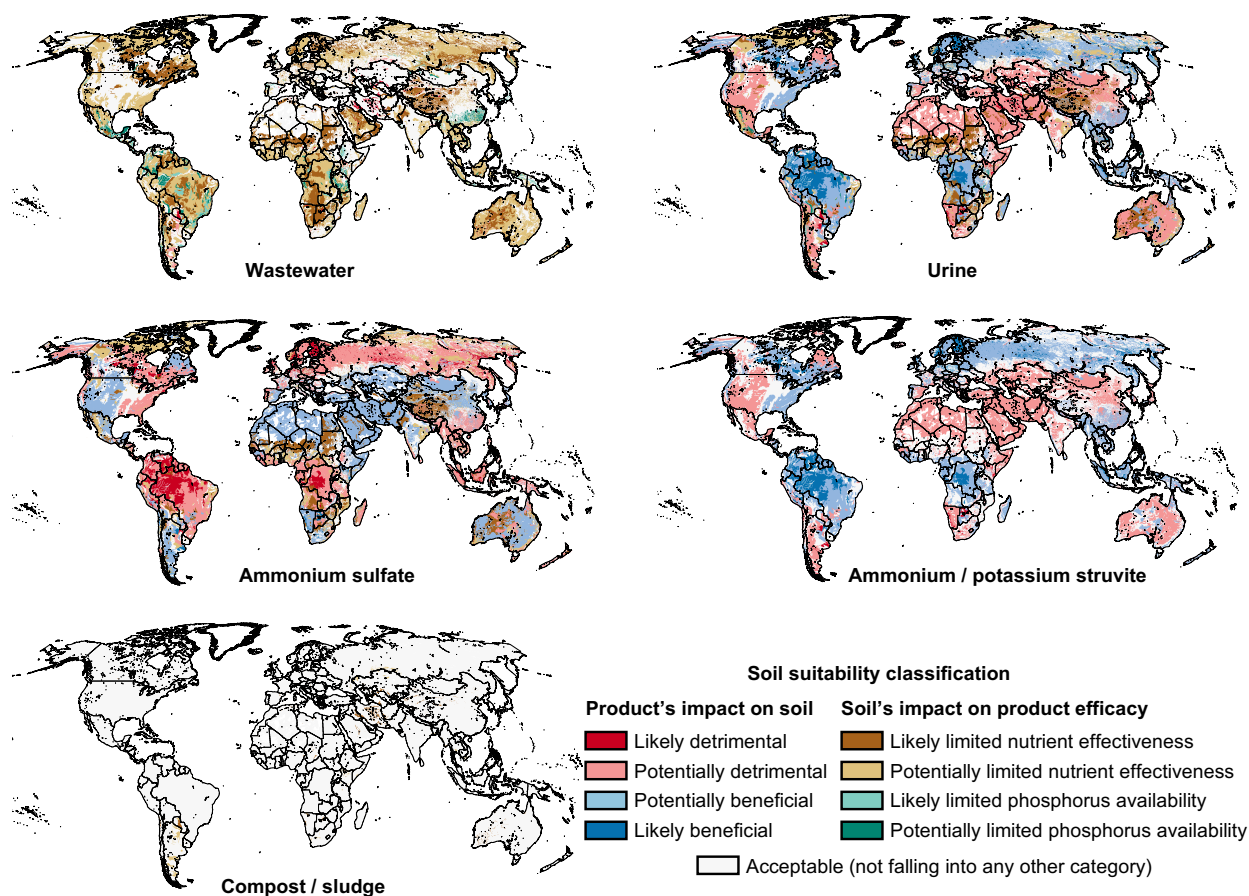 Wastewater
Urine
Ammonium sulfate
Ammonium / potassium struvite
Compost / sludge
Soil suitability classification
Product's impact on soil
Likely detrimental
Potentially detrimental
Potentially beneficial
Likely beneficial
Soil's impact on product efficacy
Likely limited nutrient effectiveness
Potentially limited nutrient effectiveness
Likely limited phosphorus availability
Potentially limited phosphorus availability
Acceptable (not falling into any other category)